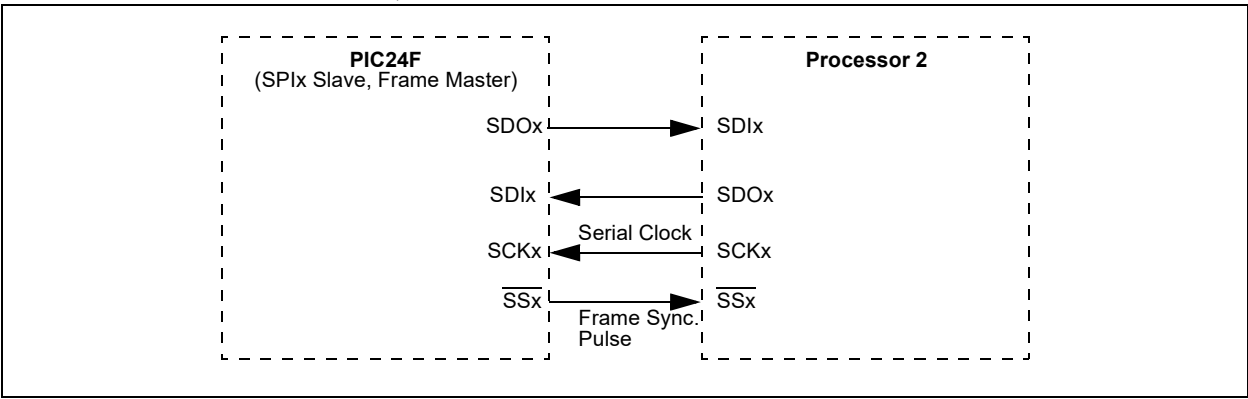 PIC24F
(SPIx Slave, Frame Master)
Processor 2
SDOx
SDIx
SDIx
SDOx
Serial Clock
SCKx
SCKx
SSx
SSx
Frame Sync.
Pulse